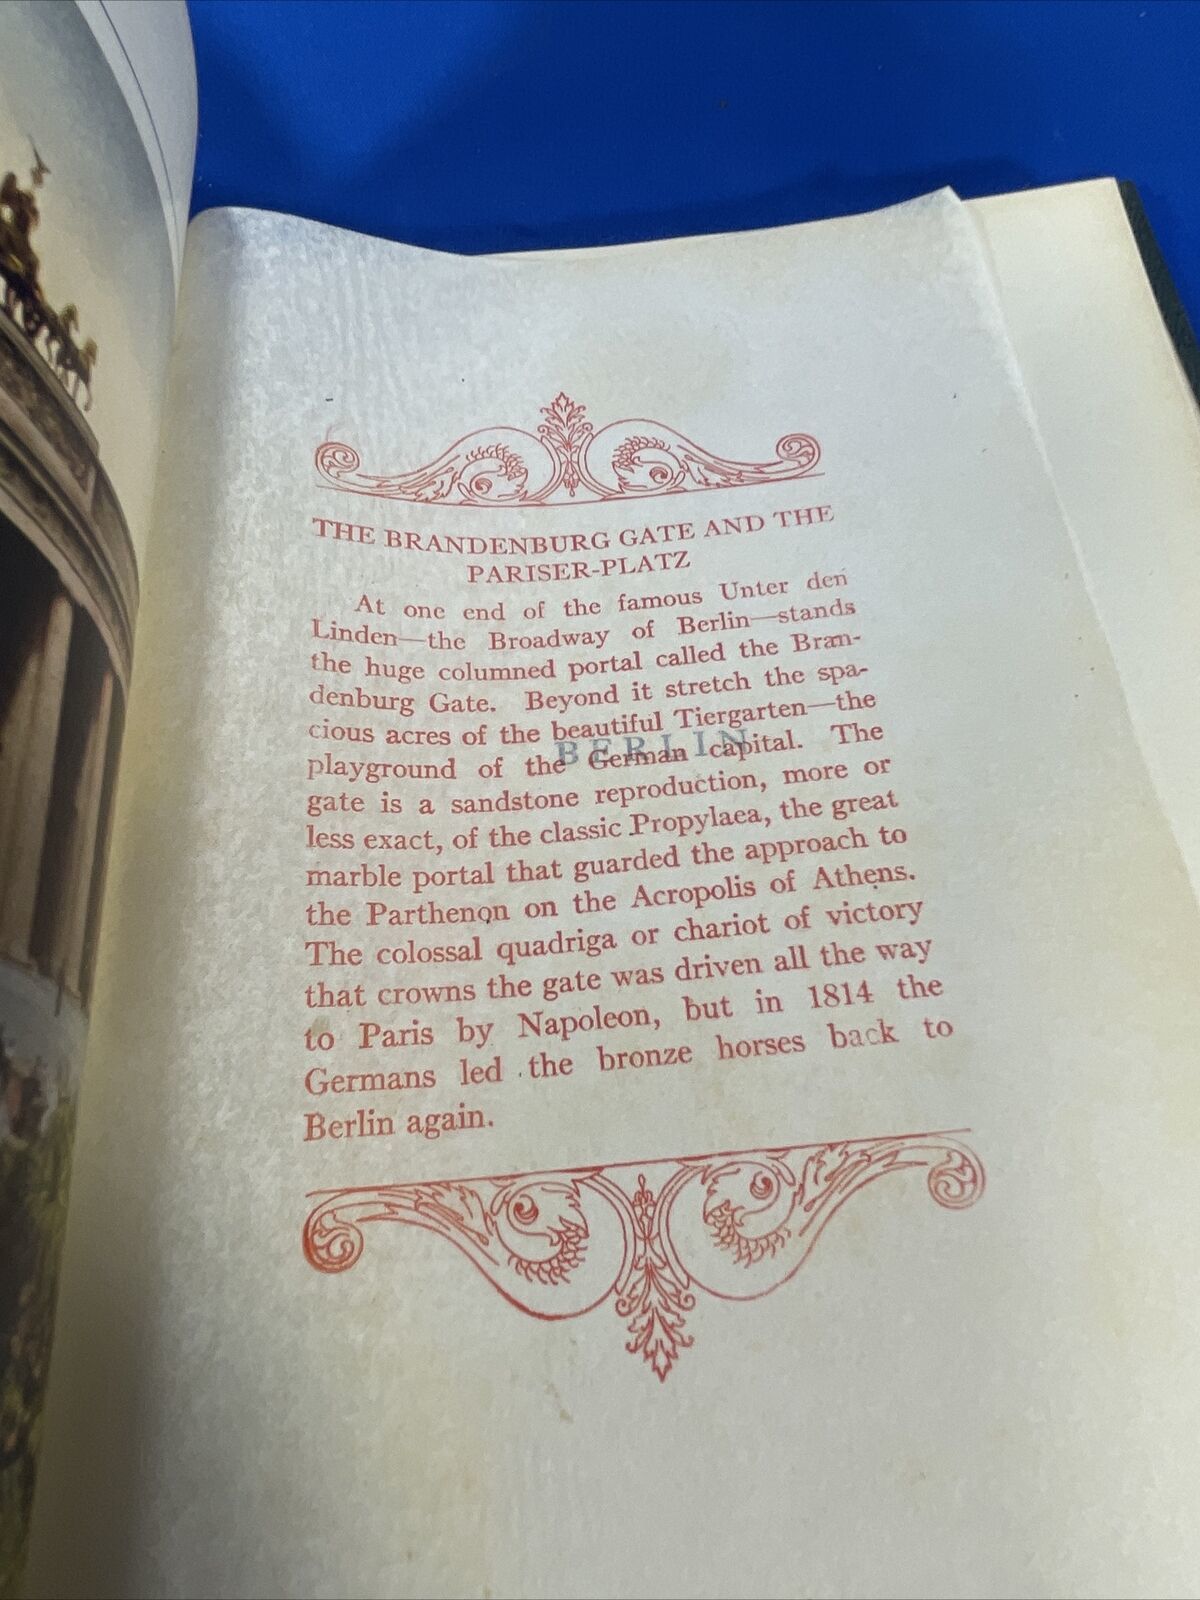 THE BRANDENBURG GATE AND THE
PARISER-PLATZ
At one end of the famous Unter den
Linden—the Broadway of Berlin—stands
the huge columned portal called the Bran-
denburg Gate. Beyond it stretch the spa-
cious acres of the beautiful Tiergarten—the
BERLIN
playground of the German capital. The
gate is a sandstone reproduction, more or
less exact, of the classic Propylaea, the great
marble portal that guarded the approach to
the Parthenon on the Acropolis of Athens.
The colossal quadriga or chariot of victory
that crowns the gate was driven all the way
to Paris by Napoleon, but in 1814 the
Germans led the bronze horses back to
Berlin again.